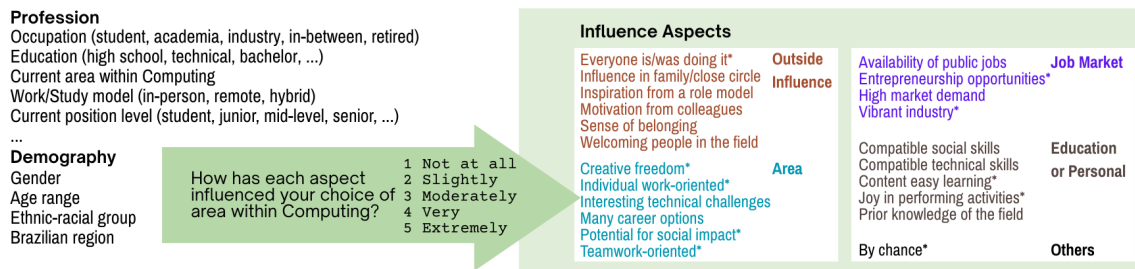 Profession
Occupation (student, academia, industry, in-between, retired)
Education (high school, technical, bachelor, ...)
Current area within Computing
Work/Study model (in-person, remote, hybrid)
Current position level (student, junior, mid-level, senior, ...)
...
Demography
Gender
Age range
Ethnic-racial group
Brazilian region
How has each aspect
influenced your choice of
area within Computing?
1 Not at all
2 Slightly
3 Moderately
4 Very
5 Extremely
Influence Aspects
Outside
Influence
Everyone is/was doing it*
Influence in family/close circle
Inspiration from a role model
Motivation from colleagues
Sense of belonging
Welcoming people in the field
Area
Creative freedom*
Individual work-oriented*
Interesting technical challenges
Many career options
Potential for social impact*
Teamwork-oriented*
Job Market
Availability of public jobs
Entrepreneurship opportunities*
High market demand
Vibrant industry*
Education
or Personal
Compatible social skills
Compatible technical skills
Content easy learning*
Joy in performing activities*
Prior knowledge of the field
Others
By chance*